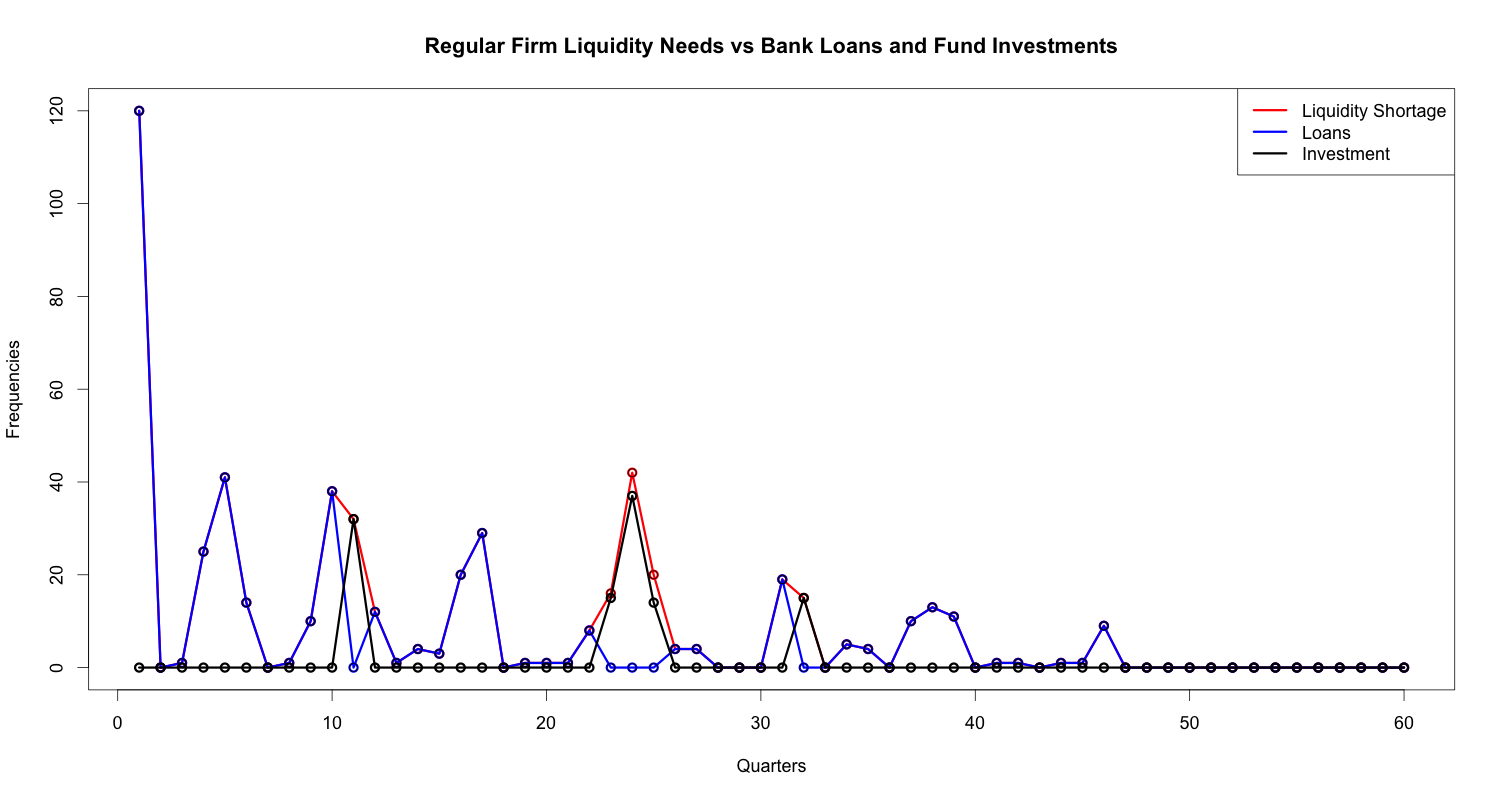 Regular Firm Liquidity Needs vs Bank Loans and Fund Investments
Liquidity Shortage
Loans
Investment
Frequencies
120
100
80
60
40
20
0
0 10 20 30 40 50 60
Quarters